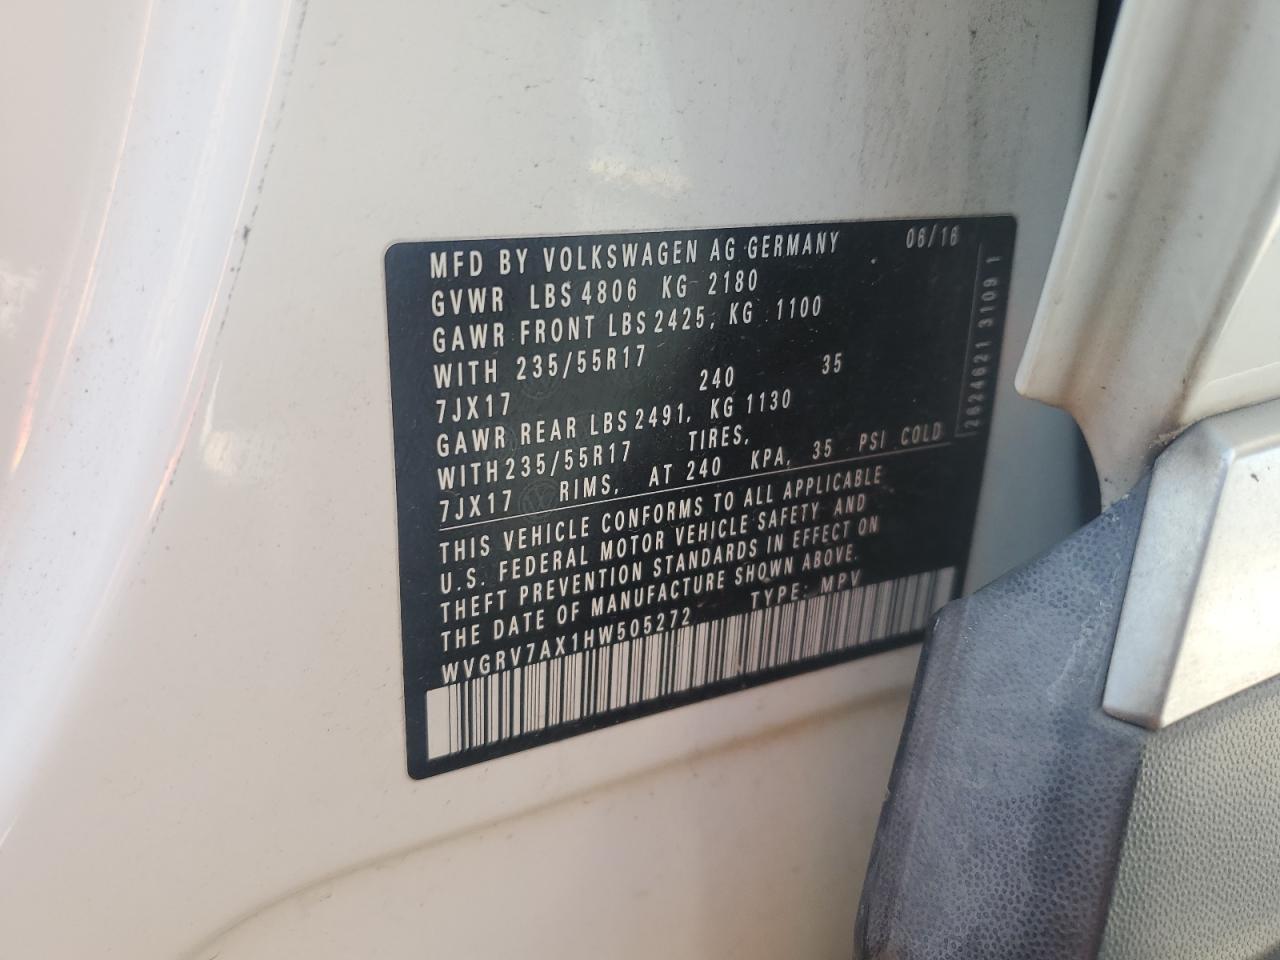 MFD BY VOLKSWAGEN AG GERMANY 06/16
GVWR LBS 4806 KG 2180
GAWR FRONT LBS 2425, KG 1100
WITH 235/55R17
7JX17 240 35
GAWR REAR LBS 2491, KG 1130
WITH 235/55R17 TIRES,
7JX17 RIMS, AT 240 KPA, 35 PSI COLD
THIS VEHICLE CONFORMS TO ALL APPLICABLE
U.S. FEDERAL MOTOR VEHICLE SAFETY AND
THEFT PREVENTION STANDARDS IN EFFECT ON
THE DATE OF MANUFACTURE SHOWN ABOVE.
WVGRV7AX1HW505272 TYPE: MPV
2624621 3109 1